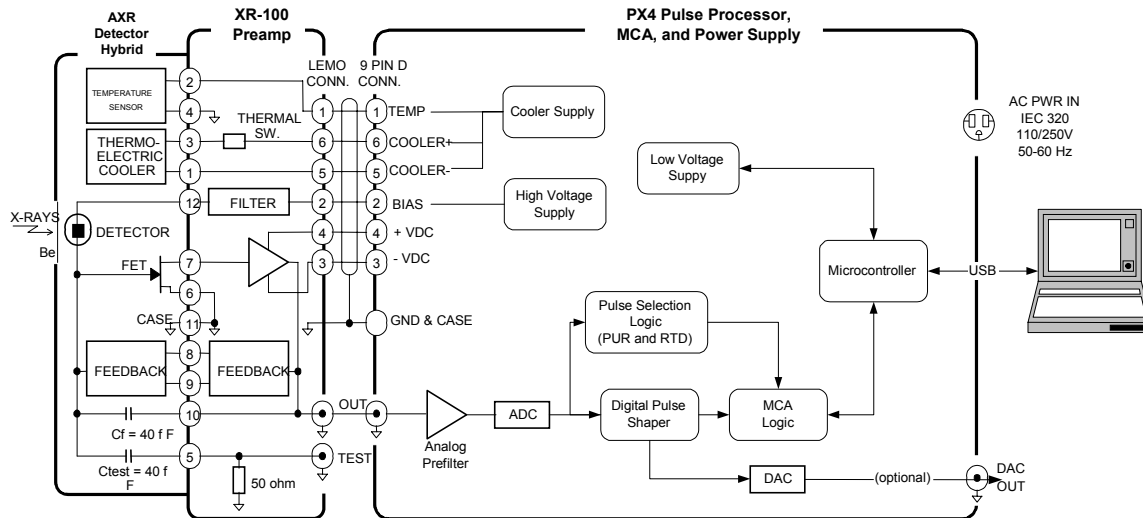 AXR
Detector
Hybrid
XR-100
Preamp
PX4 Pulse Processor,
MCA, and Power Supply
LEMO
CONN.
9 PIN D
CONN.
TEMPERATURE
SENSOR
2
4
THERMO-
ELECTRIC
COOLER
3
1
THERMAL
SW.
1
6
5
1
6
5
TEMP
COOLER+
COOLER-
Cooler Supply
AC PWR IN
IEC 320
110/250V
50-60 Hz
Low Voltage
Suppy
12
FILTER
2
2
BIAS
High Voltage
Supply
X-RAYS
Be
DETECTOR
4
4
+ VDC
3
3
- VDC
FET
7
6
Microcontroller
USB
CASE
11
GND & CASE
Pulse Selection
Logic
(PUR and RTD)
FEEDBACK
8
9
FEEDBACK
10
Cf = 40 f F
OUT
Analog
Prefilter
ADC
Digital Pulse
Shaper
MCA
Logic
5
Ctest = 40 f
F
50 ohm
TEST
DAC
(optional)
DAC
OUT